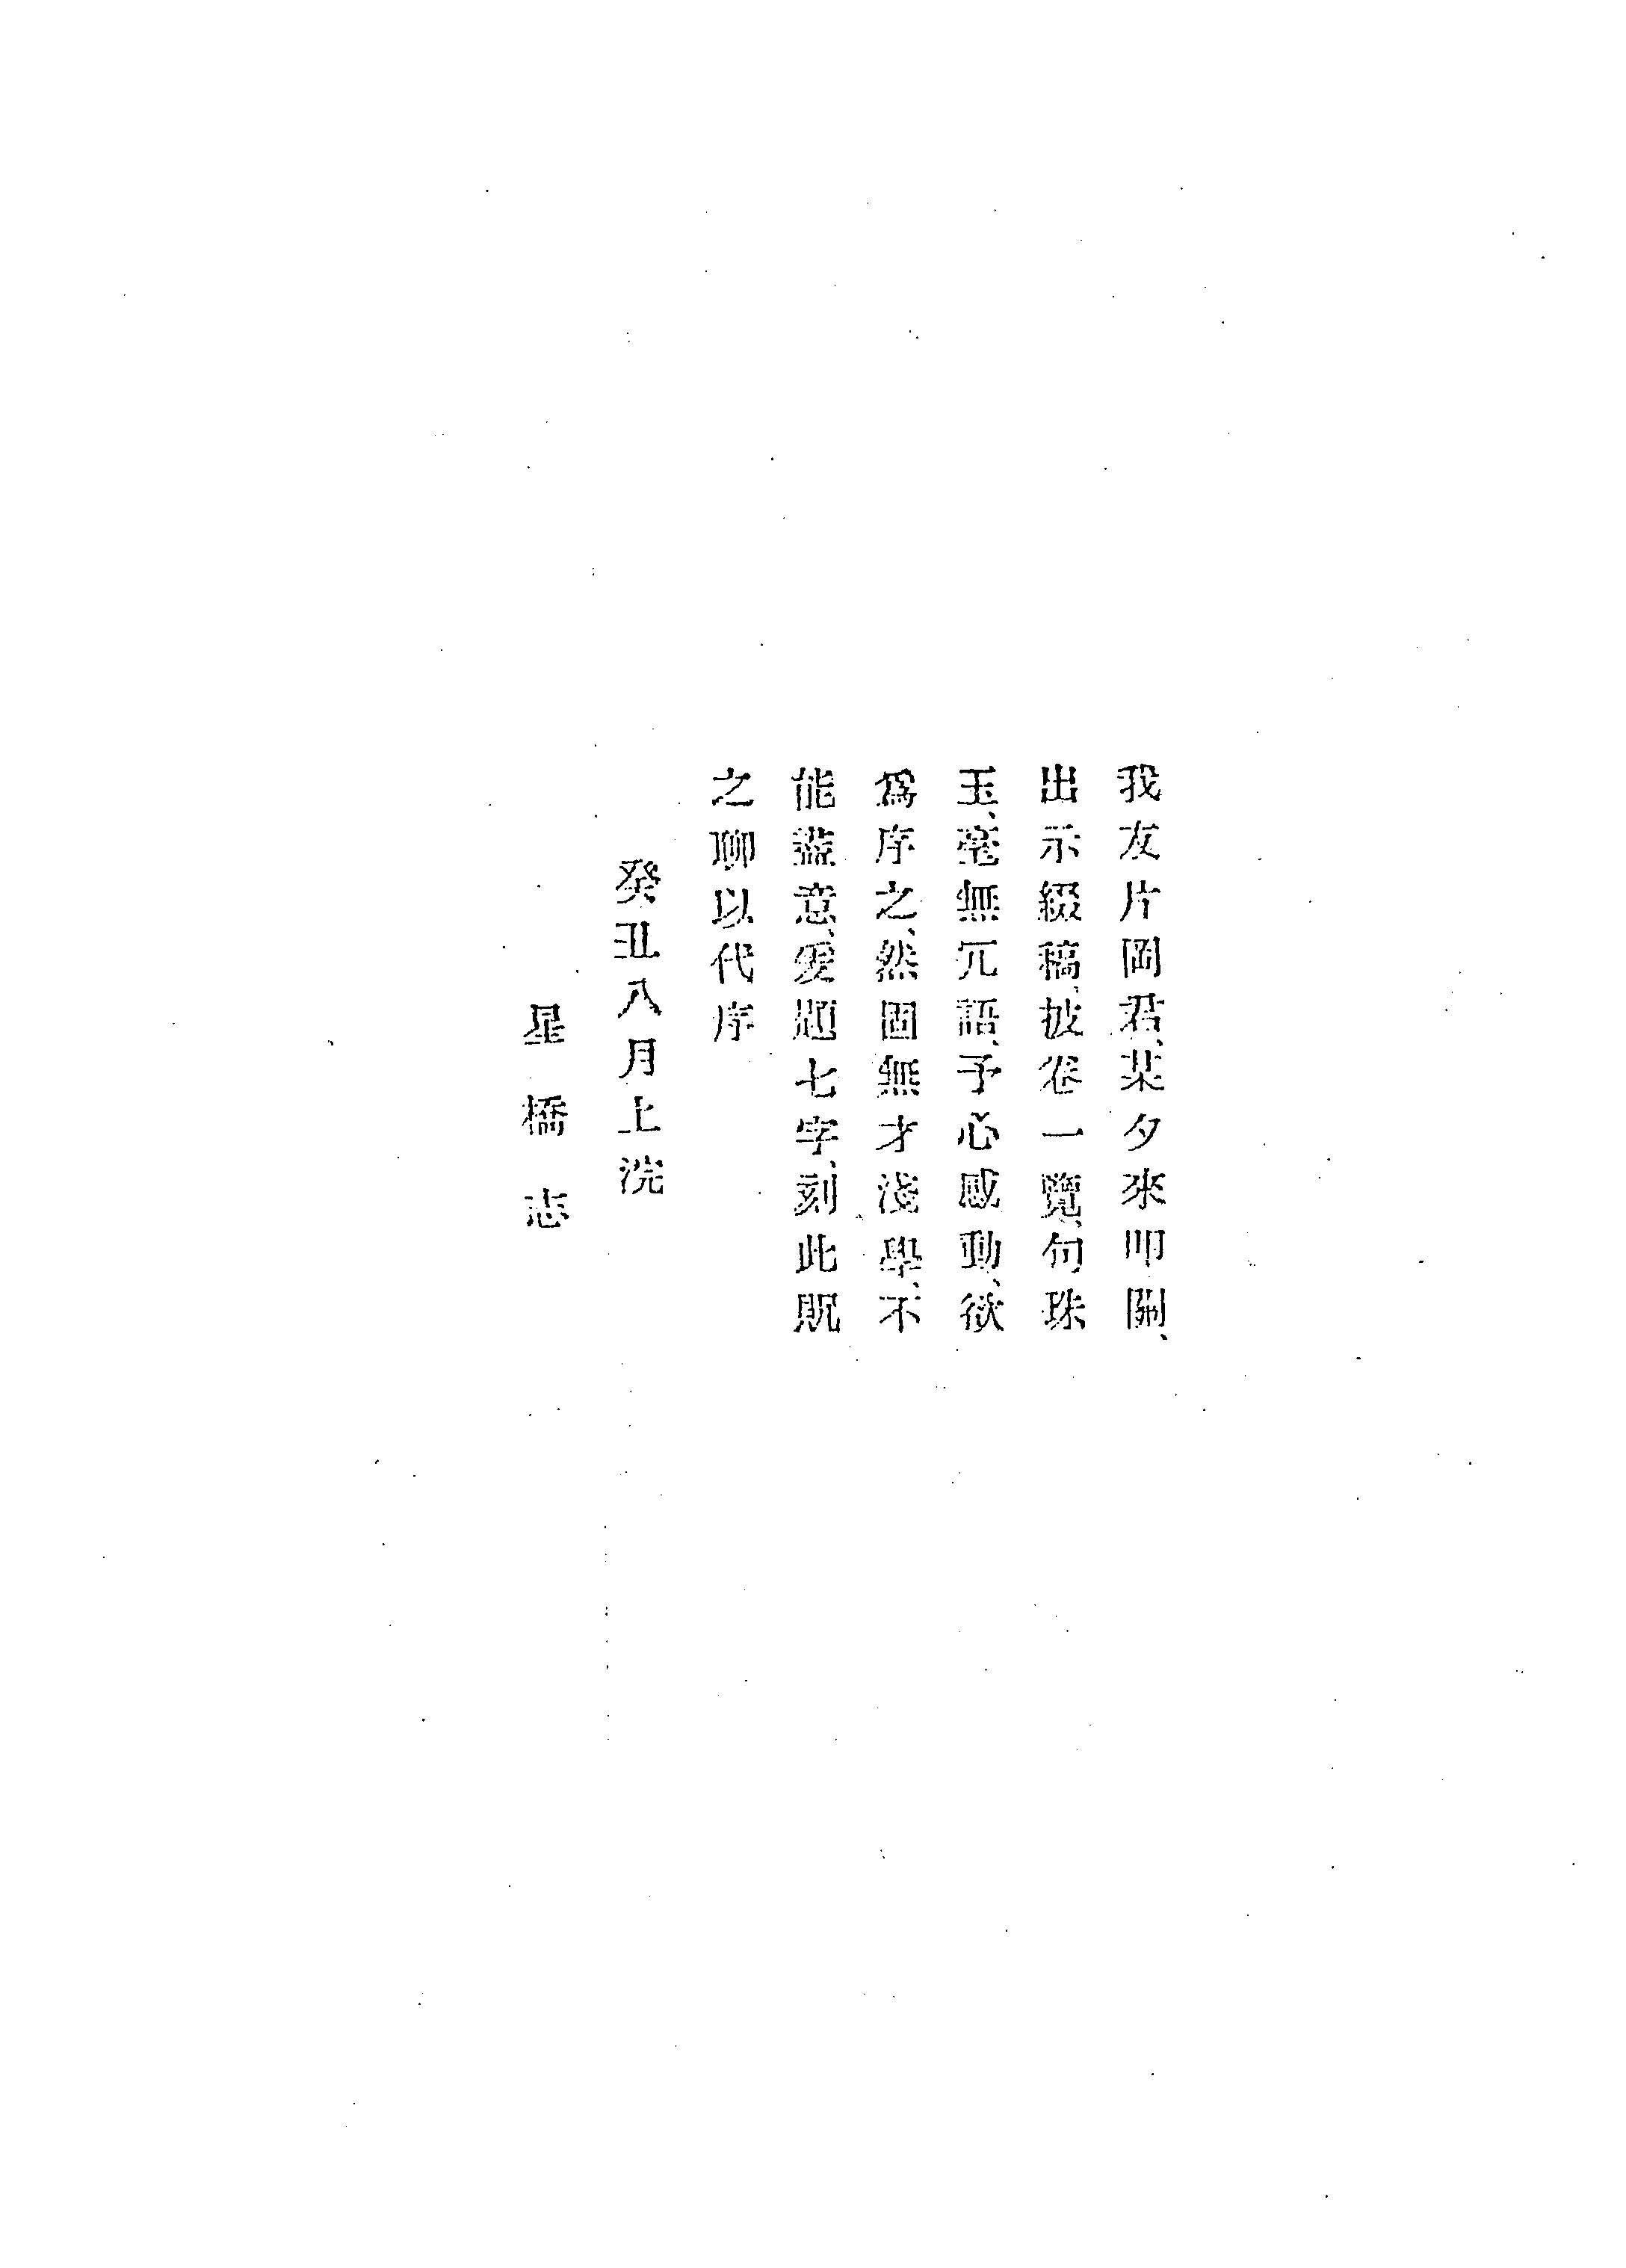 我友片岡君、某夕來叩關、
出示綴稿、披卷一覽、句珠
玉、毫無冗語、予心感動、欲
爲序之、然固無才淺學、不
能盡意、爰題七字、刻此貺
之聊以代序
癸丑八月上浣
星橋志